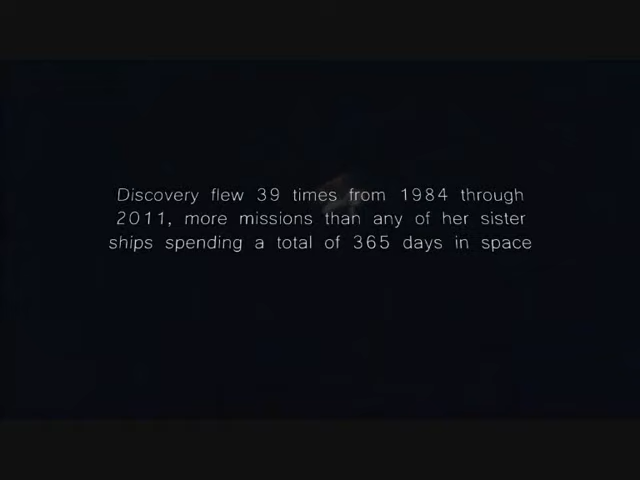 Discovery flew 39 times from 1984 through
2011, more missions than any of her sister
ships spending a total of 365 days in space